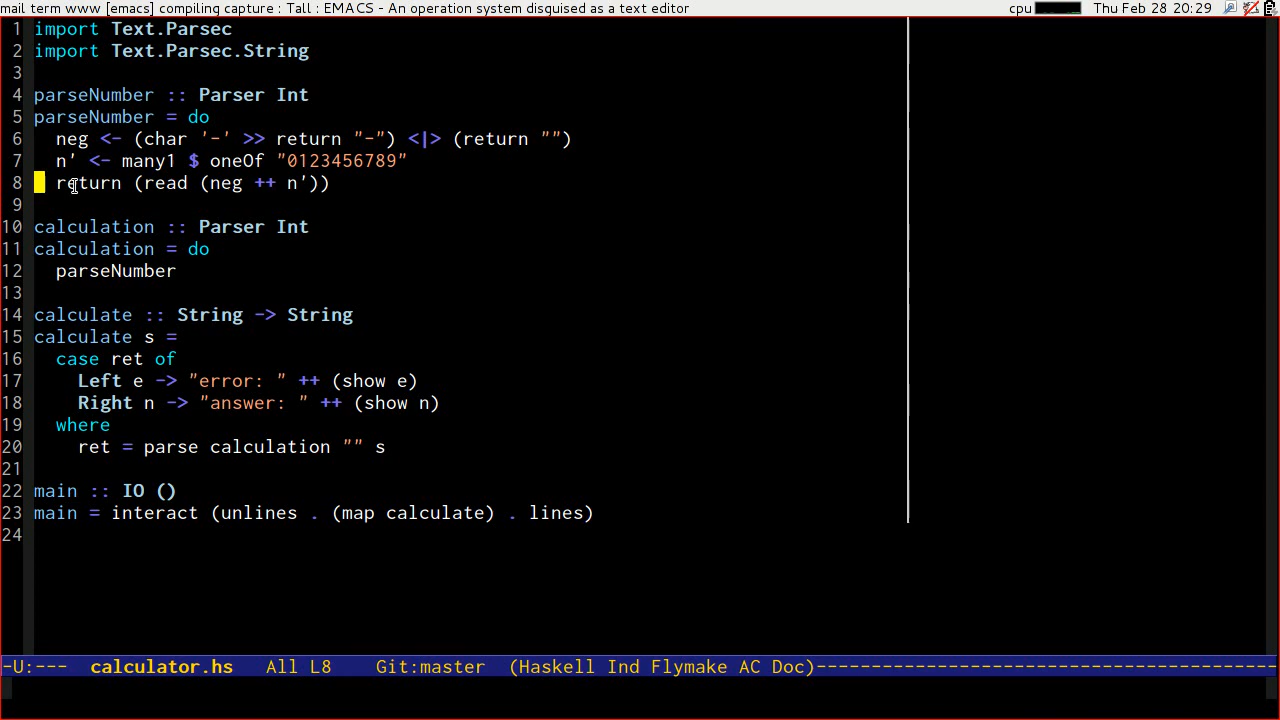 mail term www [emacs] compiling capture : Tall : EMACS - An operation system disguised as a text editor cpu Thu Feb 28 20:29
1 import Text.Parsec
2 import Text.Parsec.String
3
4 parseNumber :: Parser Int
5 parseNumber = do
6   neg <- (char '-' >> return "-") <|> (return "")
7   n' <- many1 $ oneOf "0123456789"
8   return (read (neg ++ n'))
9
10 calculation :: Parser Int
11 calculation = do
12   parseNumber
13
14 calculate :: String -> String
15 calculate s =
16   case ret of
17     Left e -> "error: " ++ (show e)
18     Right n -> "answer: " ++ (show n)
19   where
20     ret = parse calculation "" s
21
22 main :: IO ()
23 main = interact (unlines . (map calculate) . lines)
24
-U:--- calculator.hs All L8 Git:master (Haskell Ind Flymake AC Doc)------------------------------------------